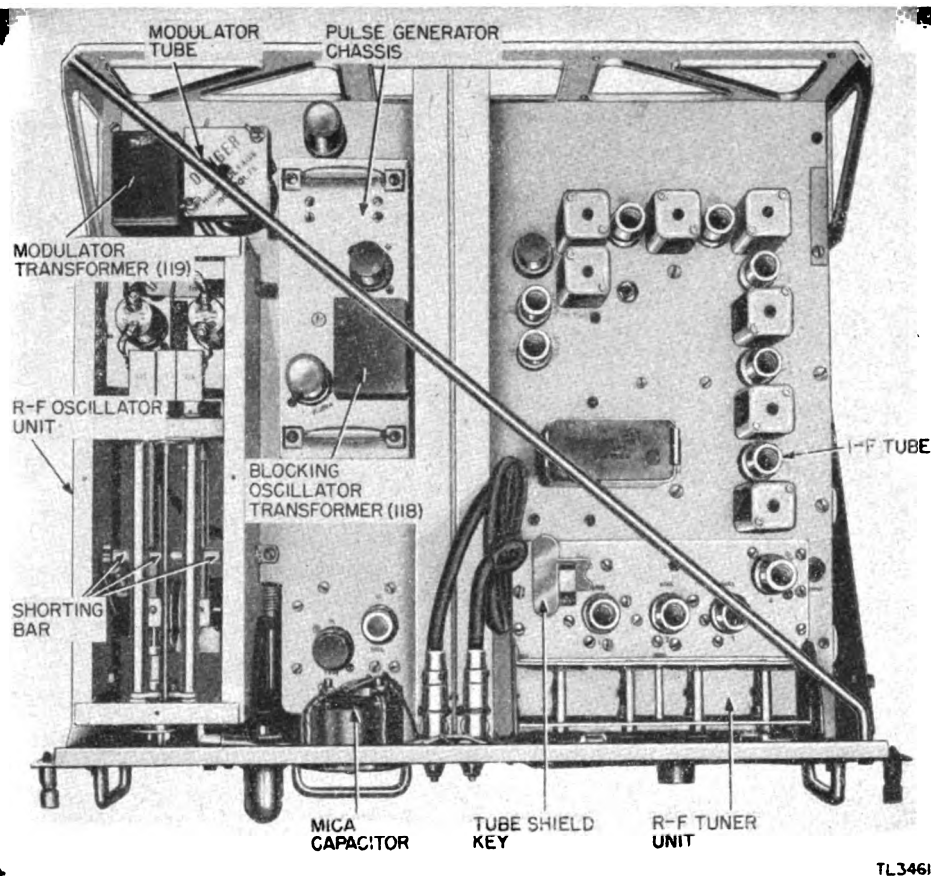 MODULATOR
TUBE
PULSE GENERATOR
CHASSIS
DANGER
MODULATOR
TRANSFORMER (119)
R-F OSCILLATOR
UNIT
I-F TUBE
BLOCKING
OSCILLATOR
TRANSFORMER (118)
SHORTING
BAR
MICA
CAPACITOR
TUBE SHIELD
KEY
R-F TUNER
UNIT
TL3461